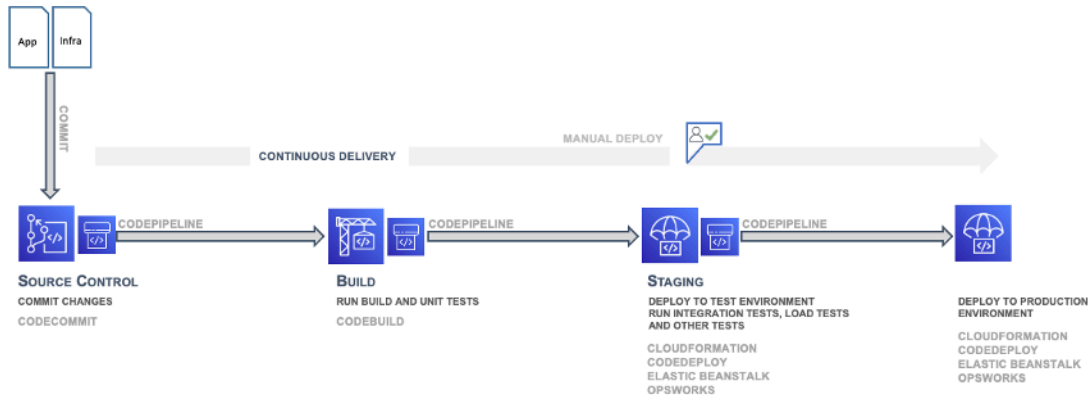 App Infra
COMMIT
MANUAL DEPLOY
CONTINUOUS DELIVERY
CODEPIPELINE
CODEPIPELINE
CODEPIPELINE
SOURCE CONTROL
COMMIT CHANGES
CODECOMMIT
BUILD
RUN BUILD AND UNIT TESTS
CODEBUILD
STAGING
DEPLOY TO TEST ENVIRONMENT
RUN INTEGRATION TESTS, LOAD TESTS
AND OTHER TESTS
CLOUDFORMATION
CODEDEPLOY
ELASTIC BEANSTALK
OPSWORKS
DEPLOY TO PRODUCTION
ENVIRONMENT
CLOUDFORMATION
CODEDEPLOY
ELASTIC BEANSTALK
OPSWORKS